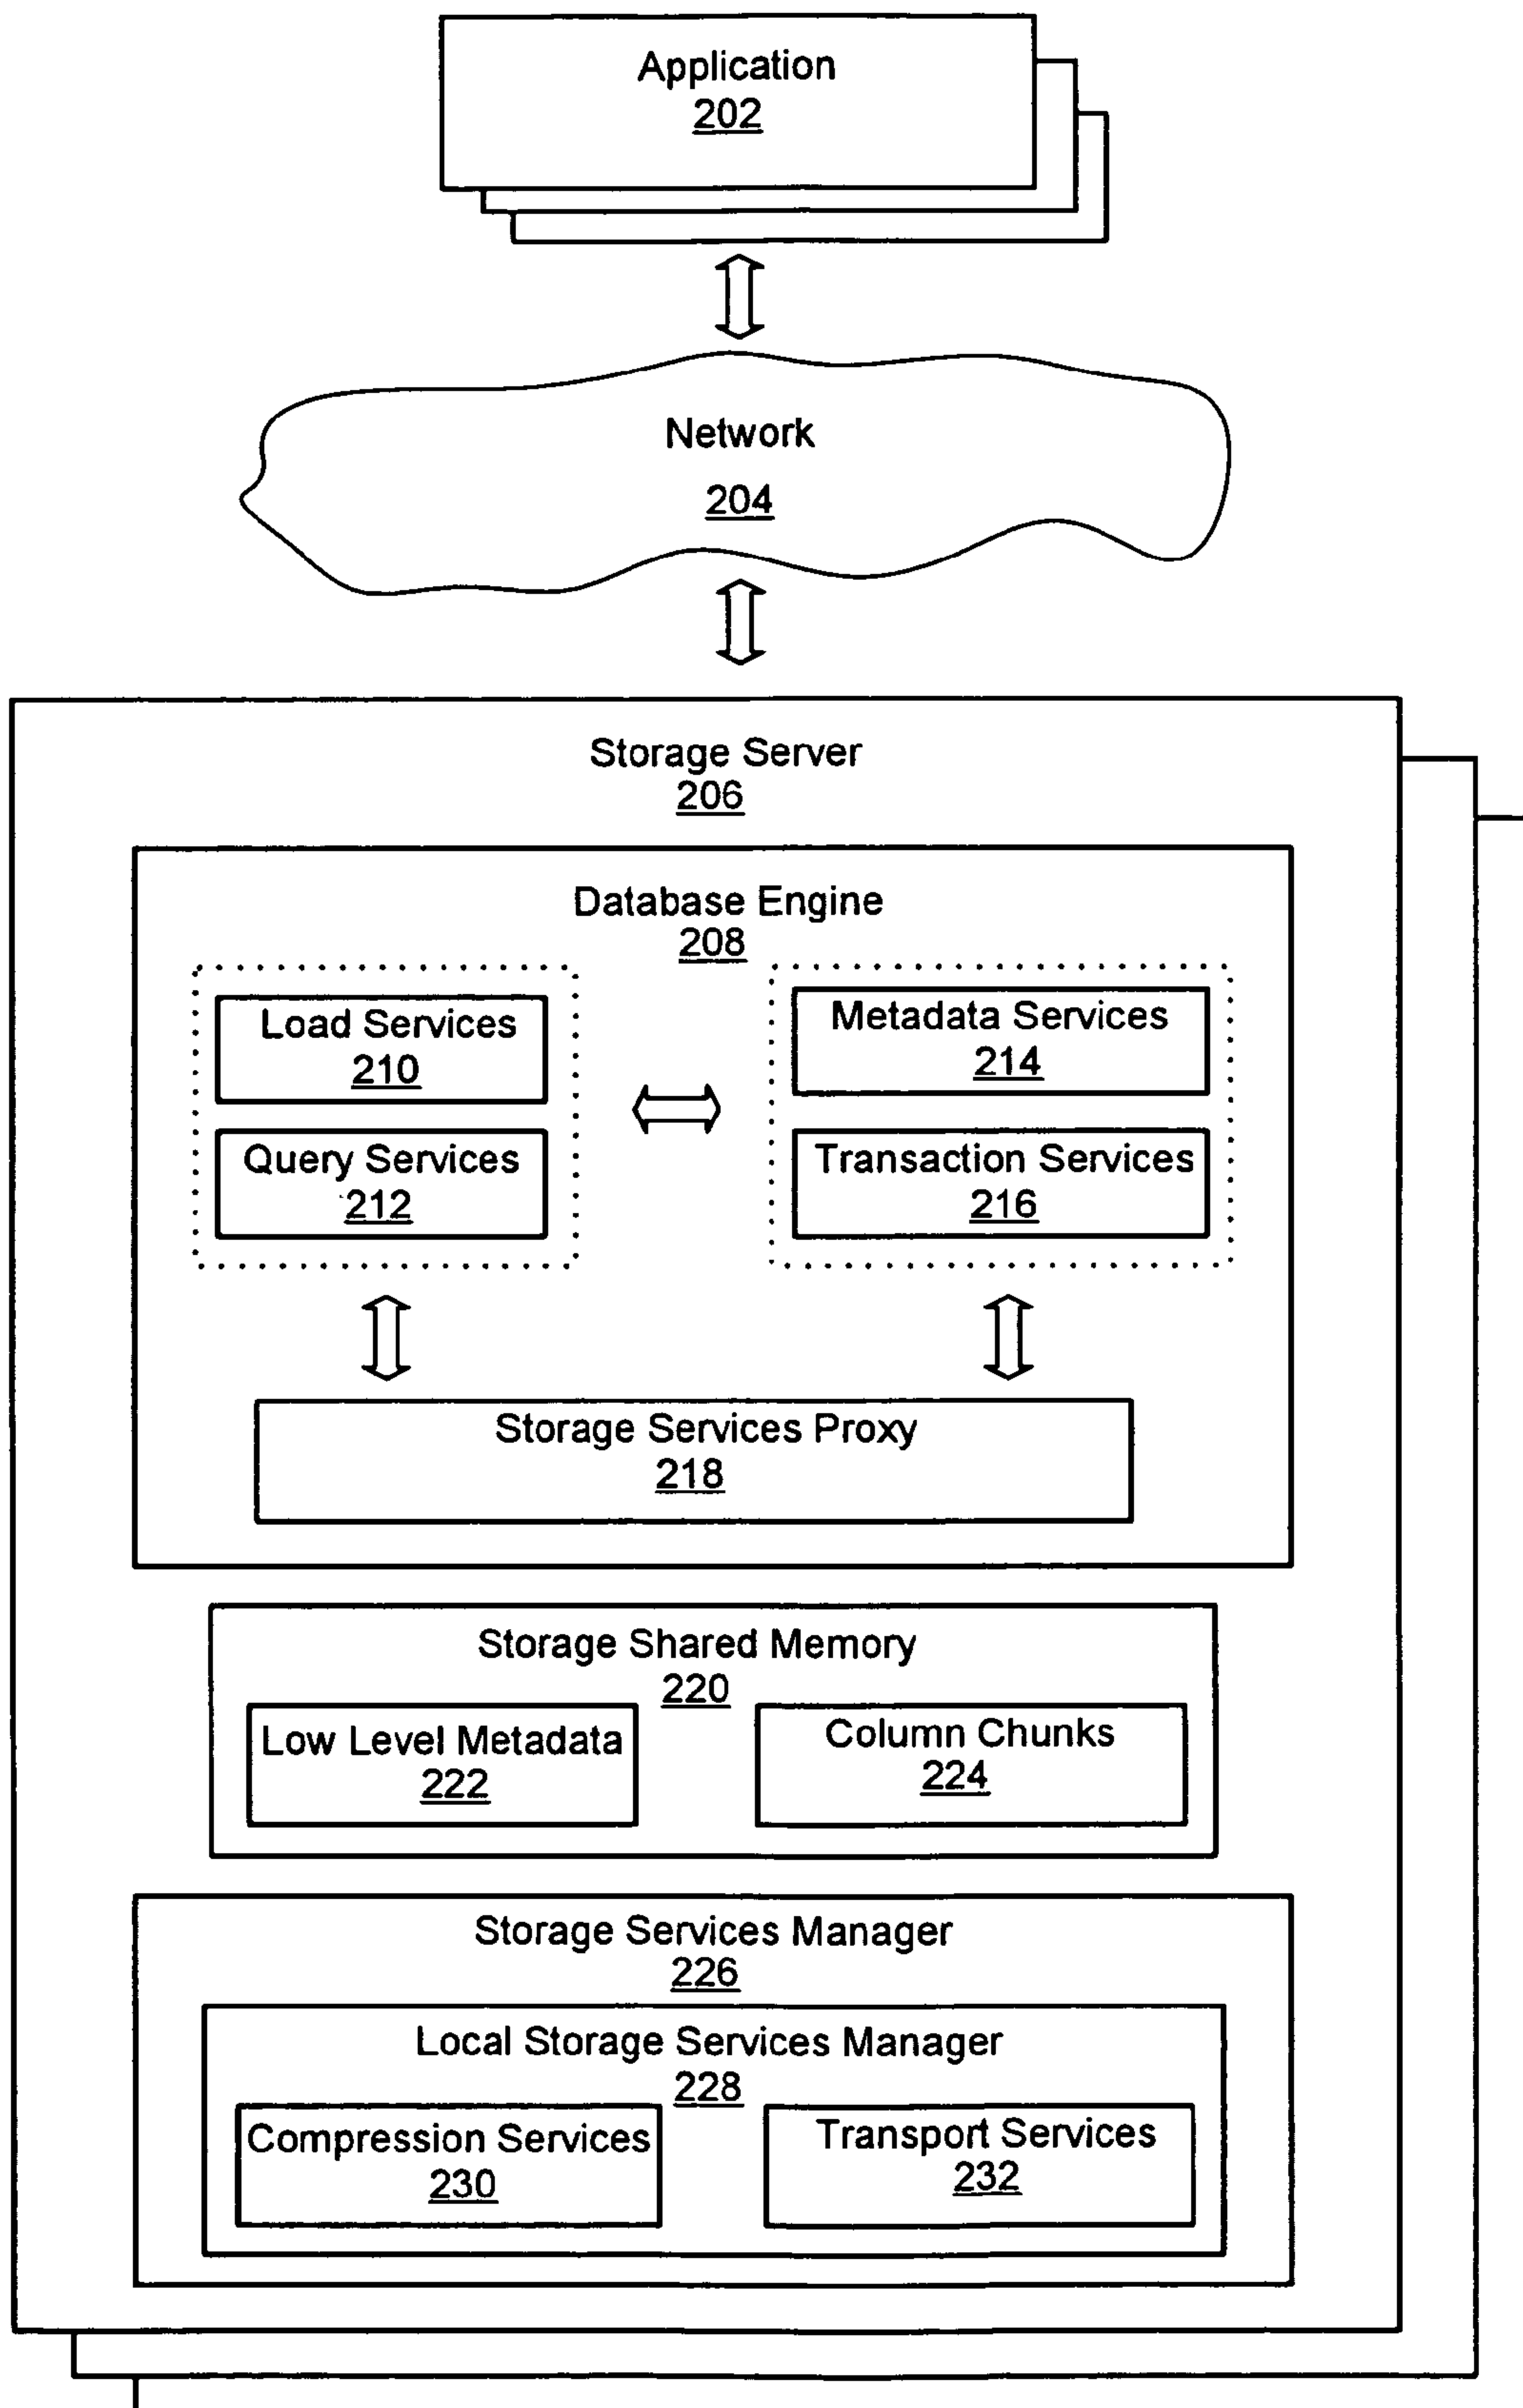 Application
202
Network
204
Storage Server
206
Database Engine
208
Load Services
210
Query Services
212
Metadata Services
214
Transaction Services
216
Storage Services Proxy
218
Storage Shared Memory
220
Low Level Metadata
222
Column Chunks
224
Storage Services Manager
226
Local Storage Services Manager
228
Compression Services
230
Transport Services
232